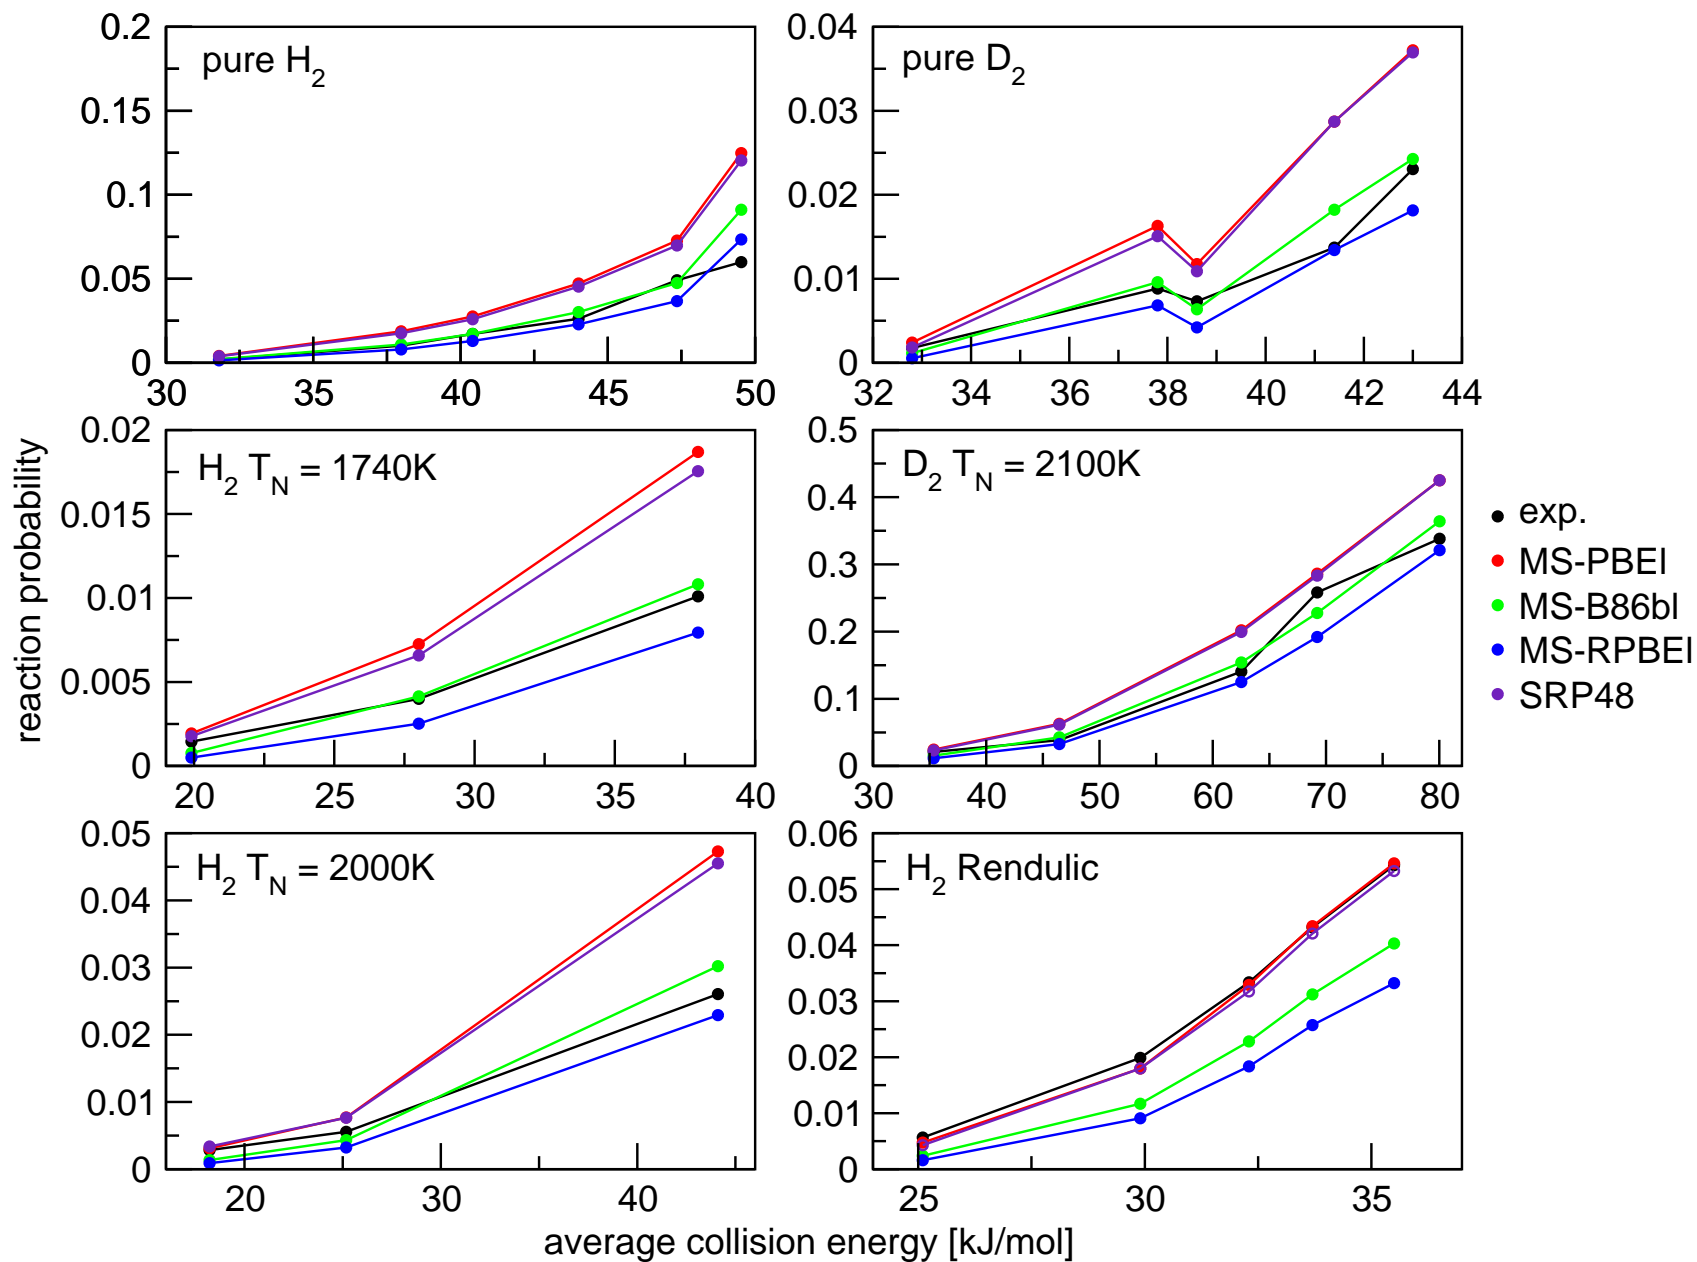 pure H2
0.2
0.15
0.1
0.05
0
30 35 40 45 50
pure D2
0.04
0.03
0.02
0.01
0
32 34 36 38 40 42 44
H2 TN = 1740K
0.02
0.015
0.01
0.005
0
20 25 30 35 40
D2 TN = 2100K
0.5
0.4
0.3
0.2
0.1
0
30 40 50 60 70 80
H2 TN = 2000K
0.05
0.04
0.03
0.02
0.01
0
20 30 40
H2 Rendulic
0.06
0.05
0.04
0.03
0.02
0.01
0
25 30 35
reaction probability
average collision energy [kJ/mol]
exp.
MS-PBEl
MS-B86bl
MS-RPBEl
SRP48